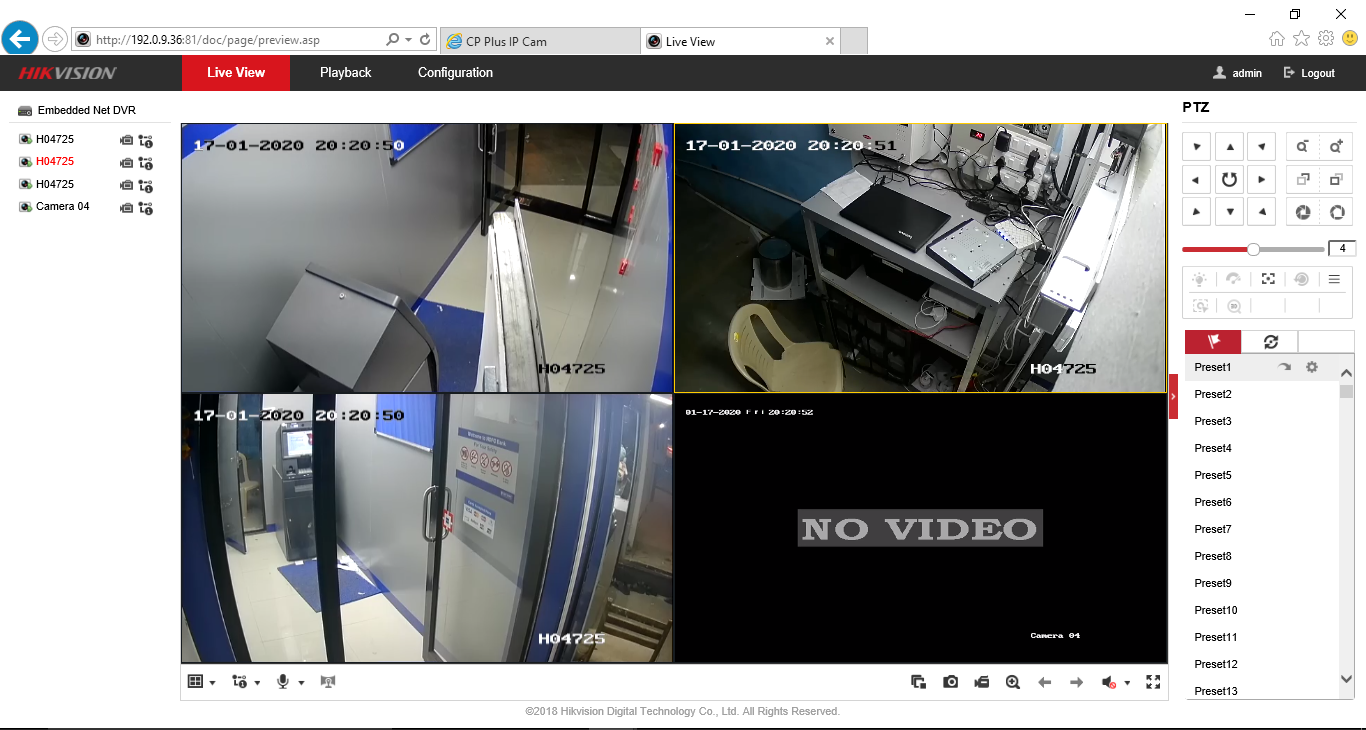 http://192.0.9.36:81/doc/page/preview.asp
CP Plus IP Cam
Live View
HIKVISION
Live View
Playback
Configuration
admin
Logout
Embedded Net DVR
H04725
H04725
H04725
Camera 04
17-01-2020 20:20:50
H04725
17-01-2020 20:20:51
H04725
17-01-2020 20:20:50
H04725
01-17-2020 Fri 20:20:52
NO VIDEO
Camera 04
PTZ
4
Preset1
Preset2
Preset3
Preset4
Preset5
Preset6
Preset7
Preset8
Preset9
Preset10
Preset11
Preset12
Preset13
©2018 Hikvision Digital Technology Co., Ltd. All Rights Reserved.